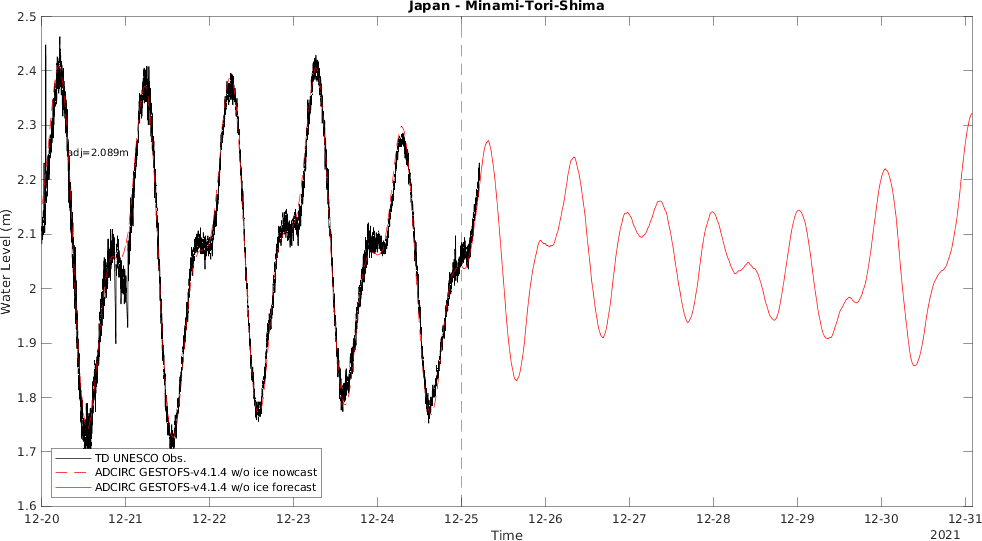 Japan - Minami-Tori-Shima
2.5
2.4
2.3
2.2
2.1
2
1.9
1.8
1.7
1.6
Water Level (m)
adj=2.089m
TD UNESCO Obs.
ADCIRC GESTOFS-v4.1.4 w/o ice nowcast
ADCIRC GESTOFS-v4.1.4 w/o ice forecast
12-20 12-21 12-22 12-23 12-24 12-25 12-26 12-27 12-28 12-29 12-30 12-31
Time
2021